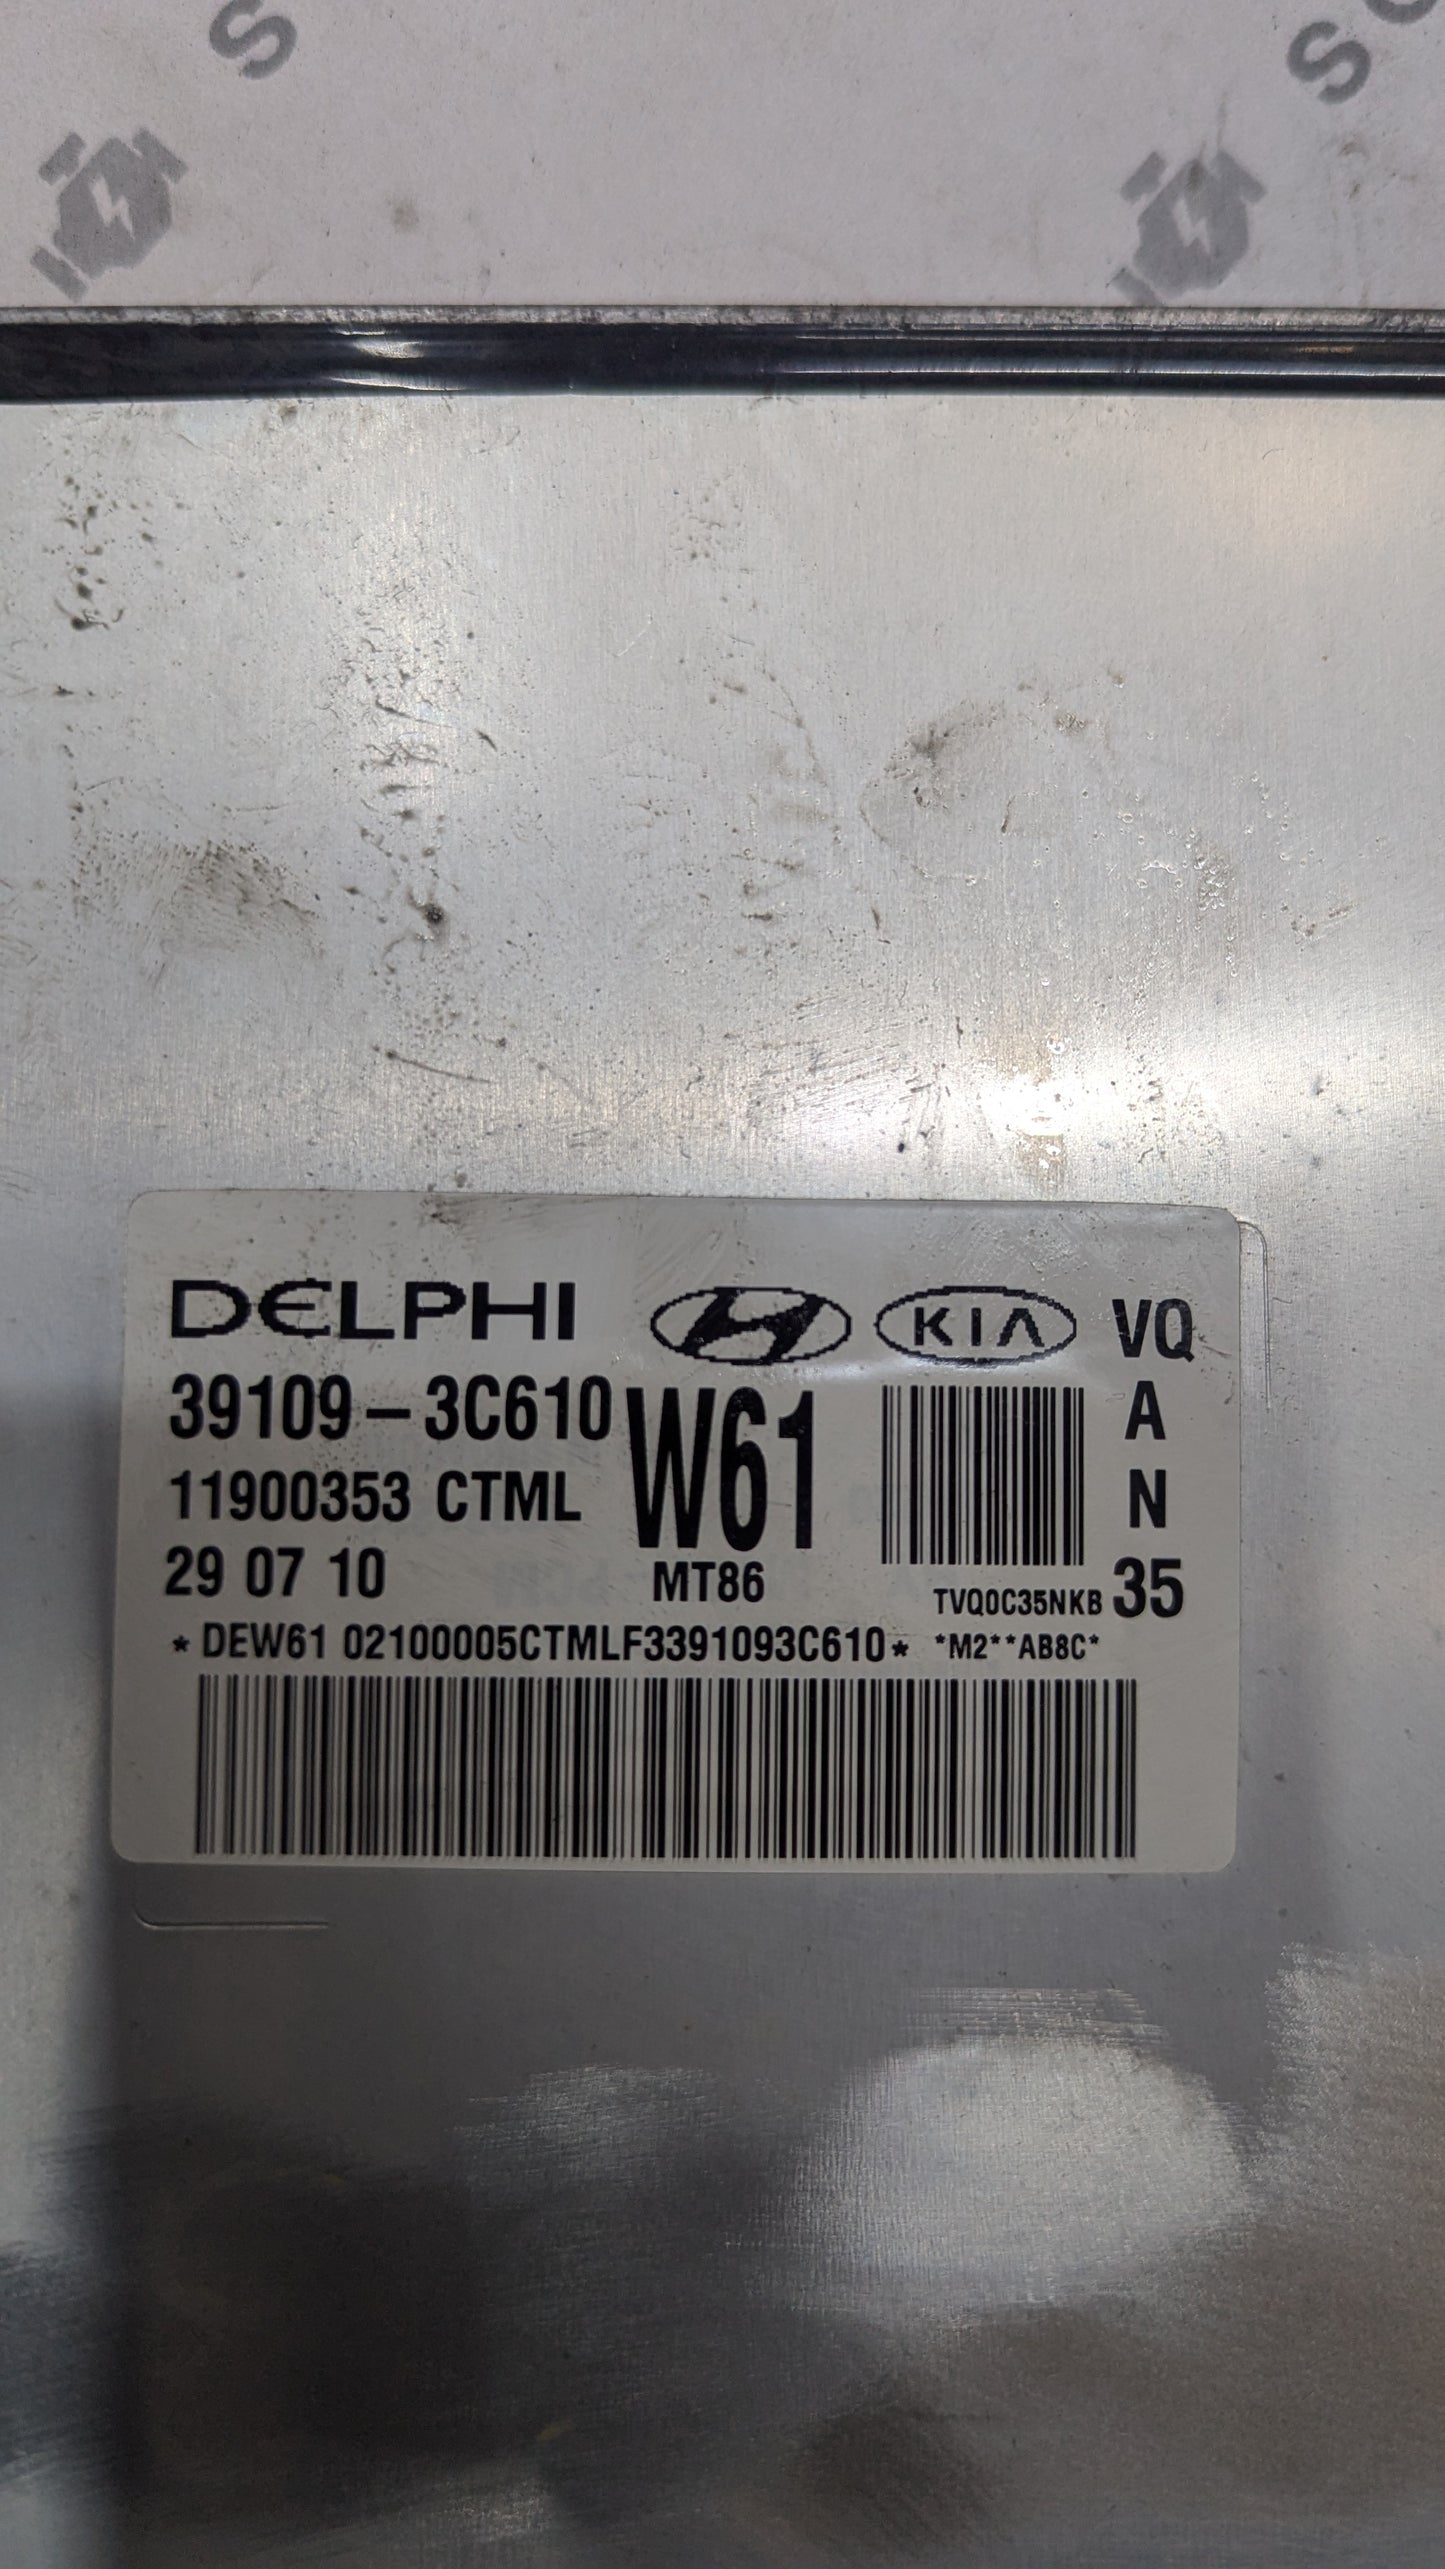 DELPHI KIA VQ
39109-3C610 W61 A
11900353 CTML N
29 07 10 MT86 TVQ0C35NKB 35
*DEW61 02100005CTMLF3391093C610* *M2**AB8C*